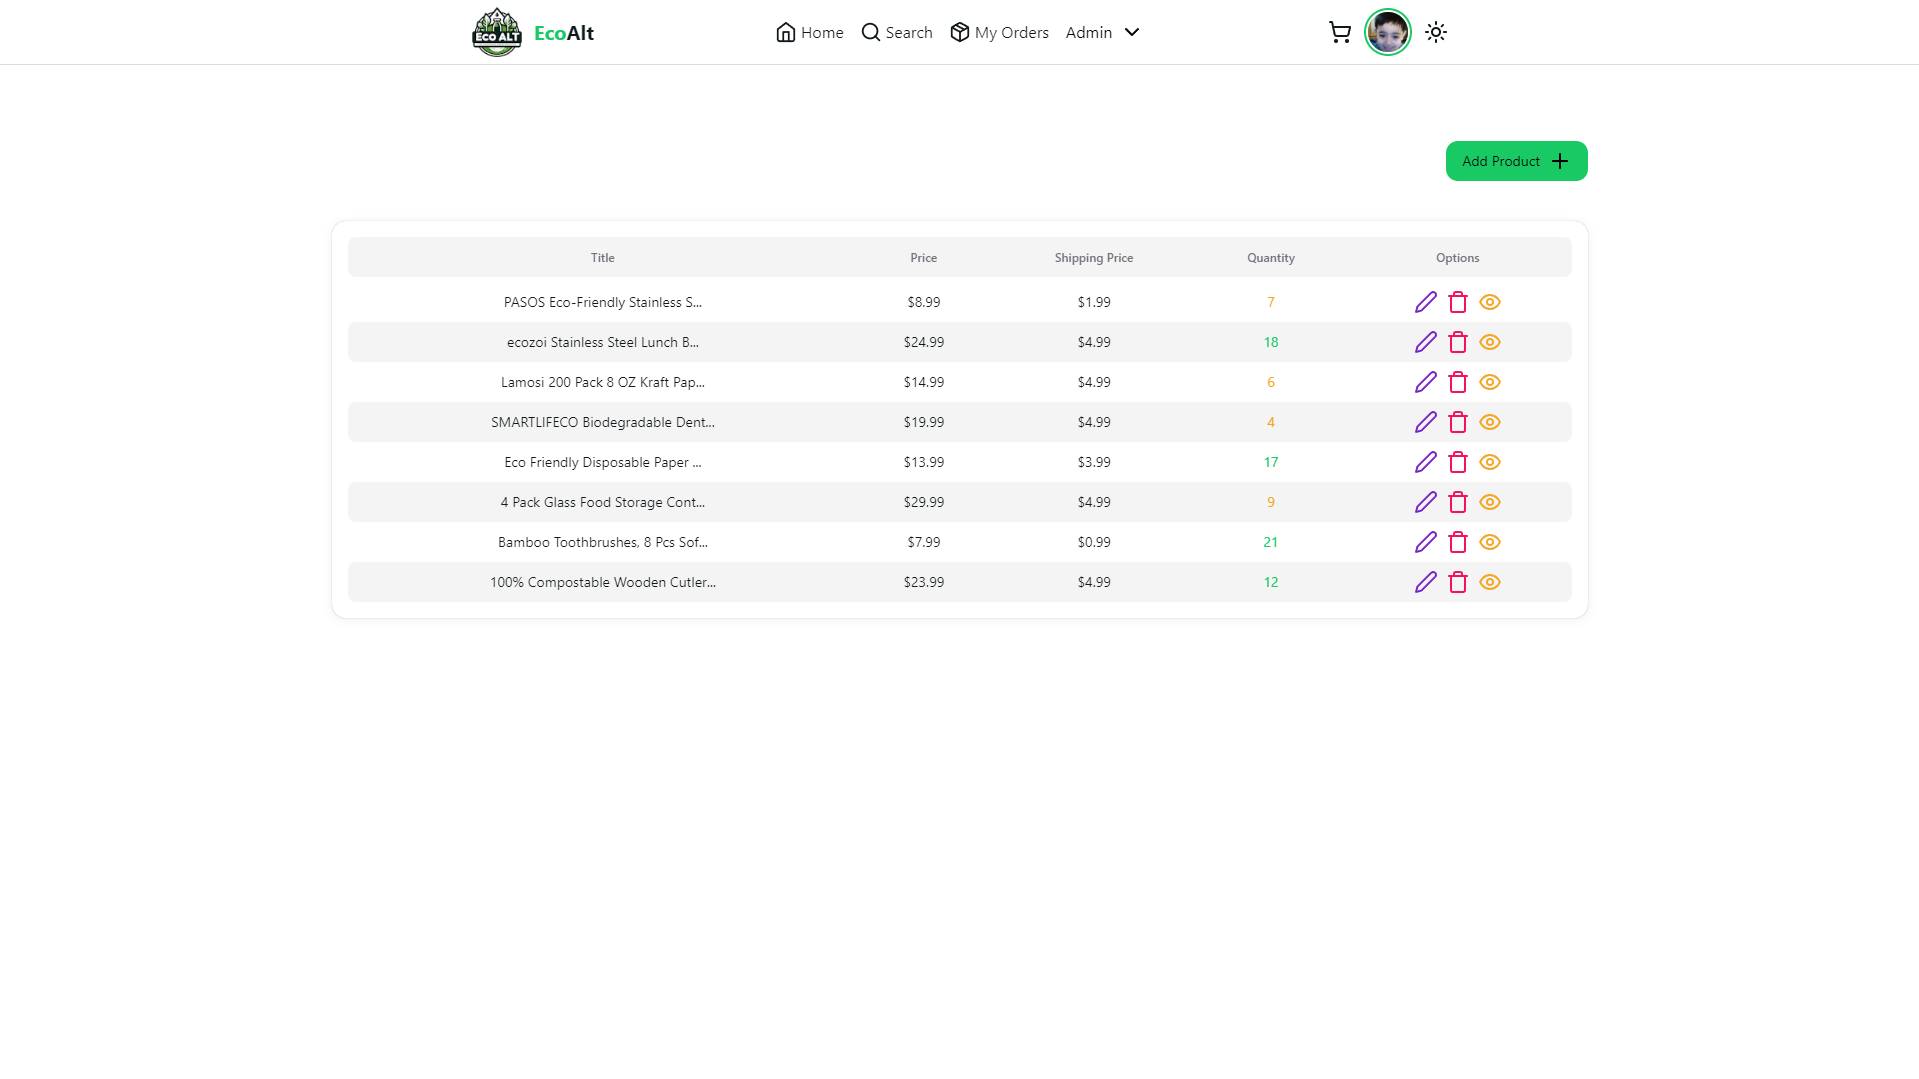 ECO ALT EcoAlt Home Search My Orders Admin
Add Product
Title Price Shipping Price Quantity Options
PASOS Eco-Friendly Stainless S... $8.99 $1.99 7
ecozoi Stainless Steel Lunch B... $24.99 $4.99 18
Lamosi 200 Pack 8 OZ Kraft Pap... $14.99 $4.99 6
SMARTLIFECO Biodegradable Dent... $19.99 $4.99 4
Eco Friendly Disposable Paper ... $13.99 $3.99 17
4 Pack Glass Food Storage Cont... $29.99 $4.99 9
Bamboo Toothbrushes, 8 Pcs Sof... $7.99 $0.99 21
100% Compostable Wooden Cutler... $23.99 $4.99 12